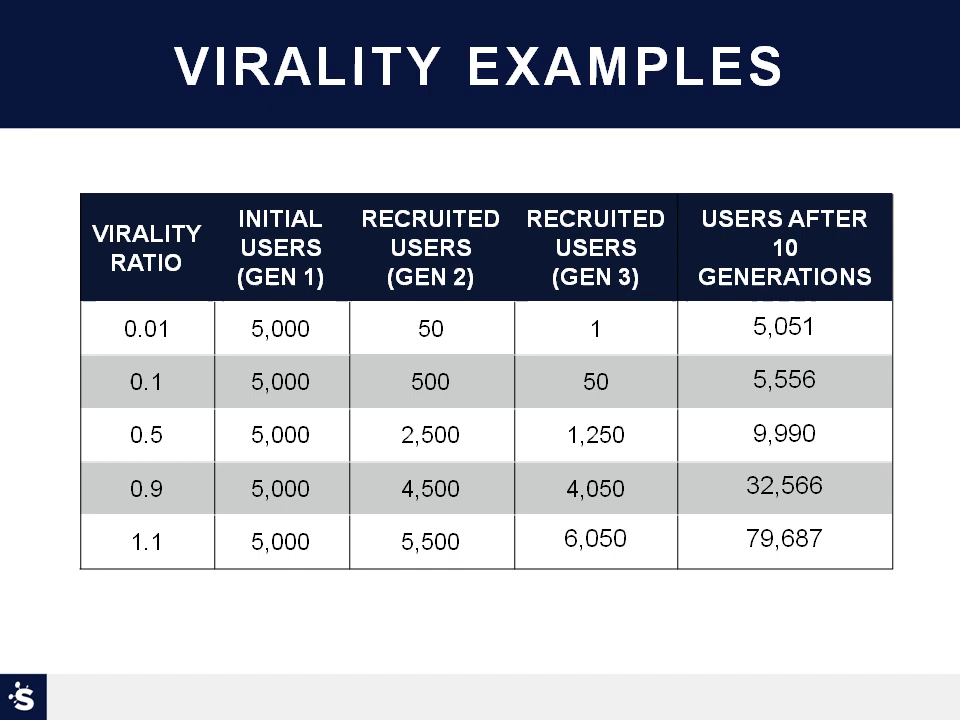 VIRALITY EXAMPLES
VIRALITY RATIO | INITIAL USERS (GEN 1) | RECRUITED USERS (GEN 2) | RECRUITED USERS (GEN 3) | USERS AFTER 10 GENERATIONS
0.01 | 5,000 | 50 | 1 | 5,051
0.1 | 5,000 | 500 | 50 | 5,556
0.5 | 5,000 | 2,500 | 1,250 | 9,990
0.9 | 5,000 | 4,500 | 4,050 | 32,566
1.1 | 5,000 | 5,500 | 6,050 | 79,687
S